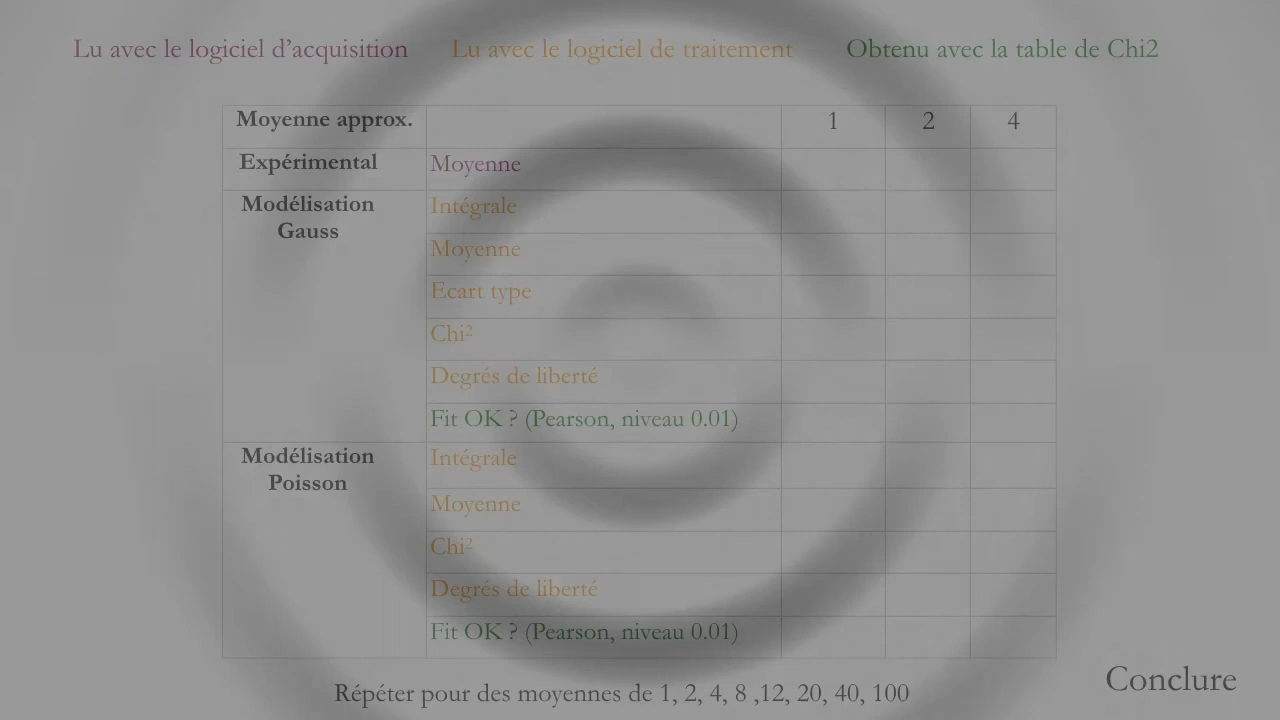 Lu avec le logiciel d’acquisition
Lu avec le logiciel de traitement
Obtenu avec la table de Chi2
Moyenne approx. 1 2 4
Expérimental Moyenne
Modélisation Gauss Intégrale
Moyenne
Ecart type
Chi²
Degrés de liberté
Fit OK ? (Pearson, niveau 0.01)
Modélisation Poisson Intégrale
Moyenne
Chi²
Degrés de liberté
Fit OK ? (Pearson, niveau 0.01)
Répéter pour des moyennes de 1, 2, 4, 8 ,12, 20, 40, 100
Conclure